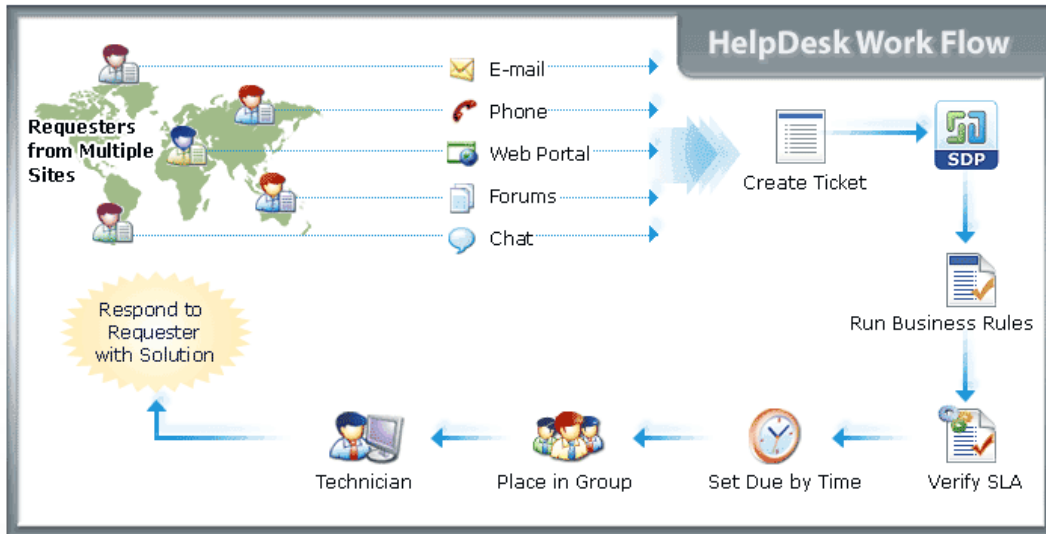 HelpDesk Work Flow
Requesters
from Multiple
Sites
E-mail
Phone
Web Portal
Forums
Chat
Create Ticket
SDP
Run Business Rules
Verify SLA
Set Due by Time
Place in Group
Technician
Respond to
Requester
with Solution